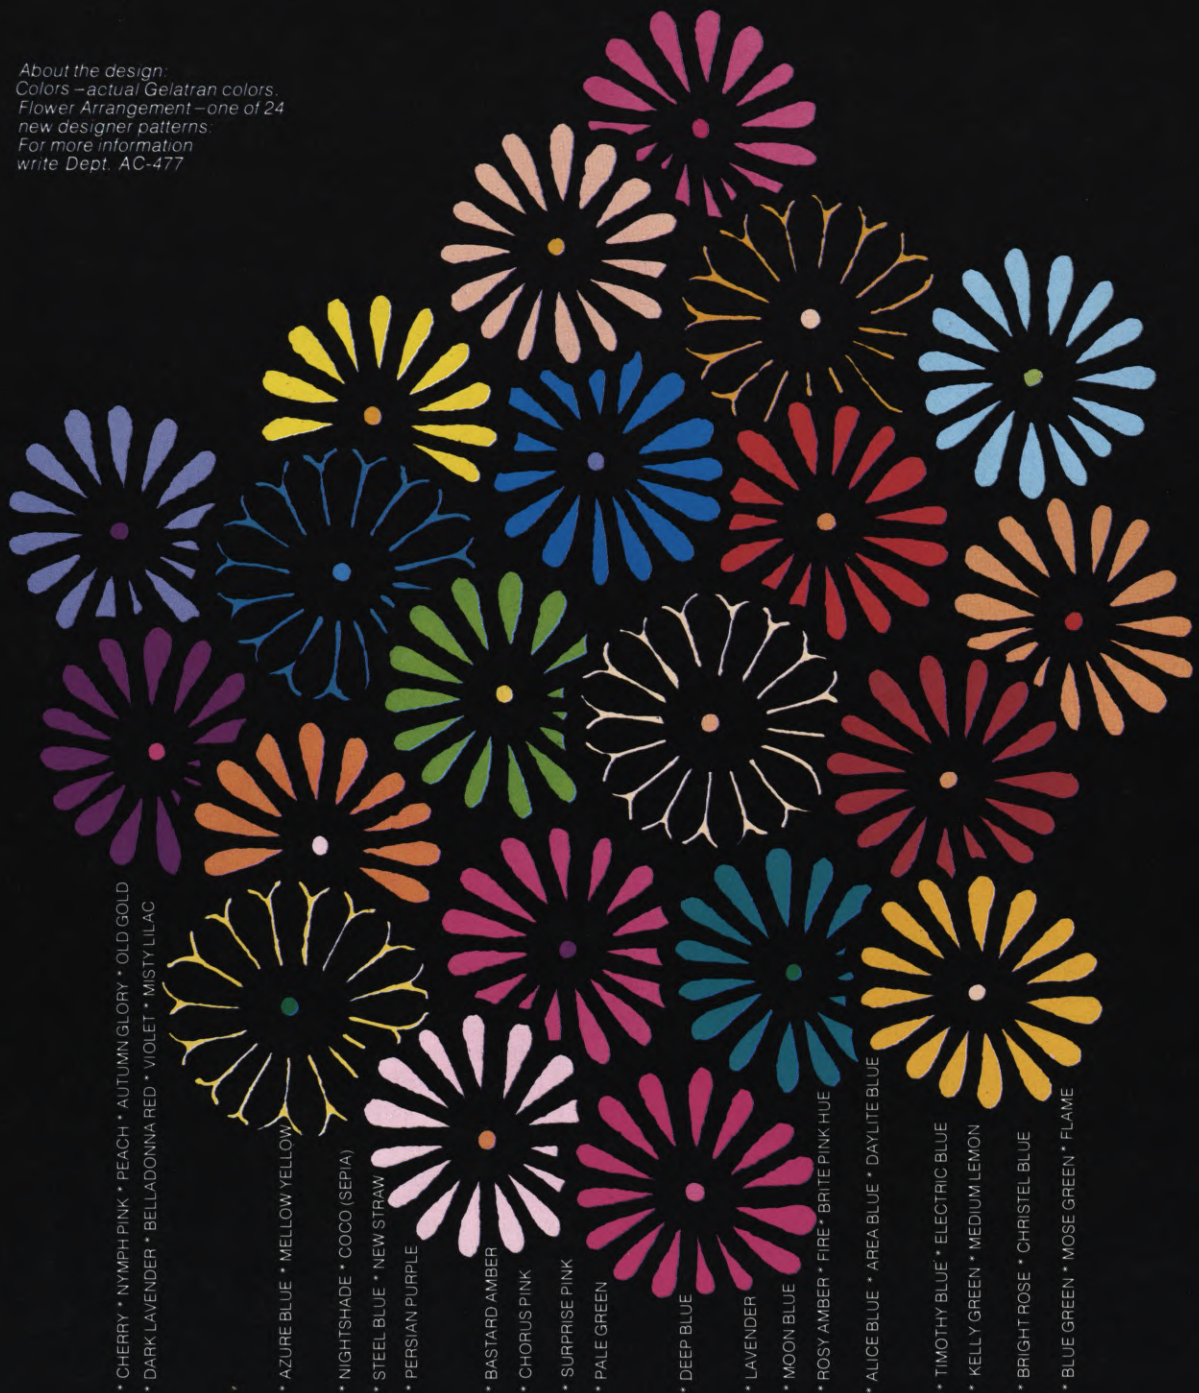 About the design:
Colors – actual Gelatran colors.
Flower Arrangement – one of 24
new designer patterns:
For more information
write Dept. AC-477
* CHERRY * NYMPH PINK * PEACH * AUTUMN GLORY * OLD GOLD
* DARK LAVENDER * BELLADONNA RED * VIOLET * MISTY LILAC
* AZURE BLUE * MELLOW YELLOW
* NIGHTSHADE * COCO (SEPIA)
* STEEL BLUE * NEW STRAW
* PERSIAN PURPLE
* BASTARD AMBER
* CHORUS PINK
* SURPRISE PINK
* PALE GREEN
* DEEP BLUE
* LAVENDER
* MOON BLUE
* ROSY AMBER * FIRE * BRITE PINK HUE
* ALICE BLUE * AREA BLUE * DAYLITE BLUE
* TIMOTHY BLUE * ELECTRIC BLUE
* KELLY GREEN * MEDIUM LEMON
* BRIGHT ROSE * CHRISTEL BLUE
* BLUE GREEN * MOSE GREEN * FLAME